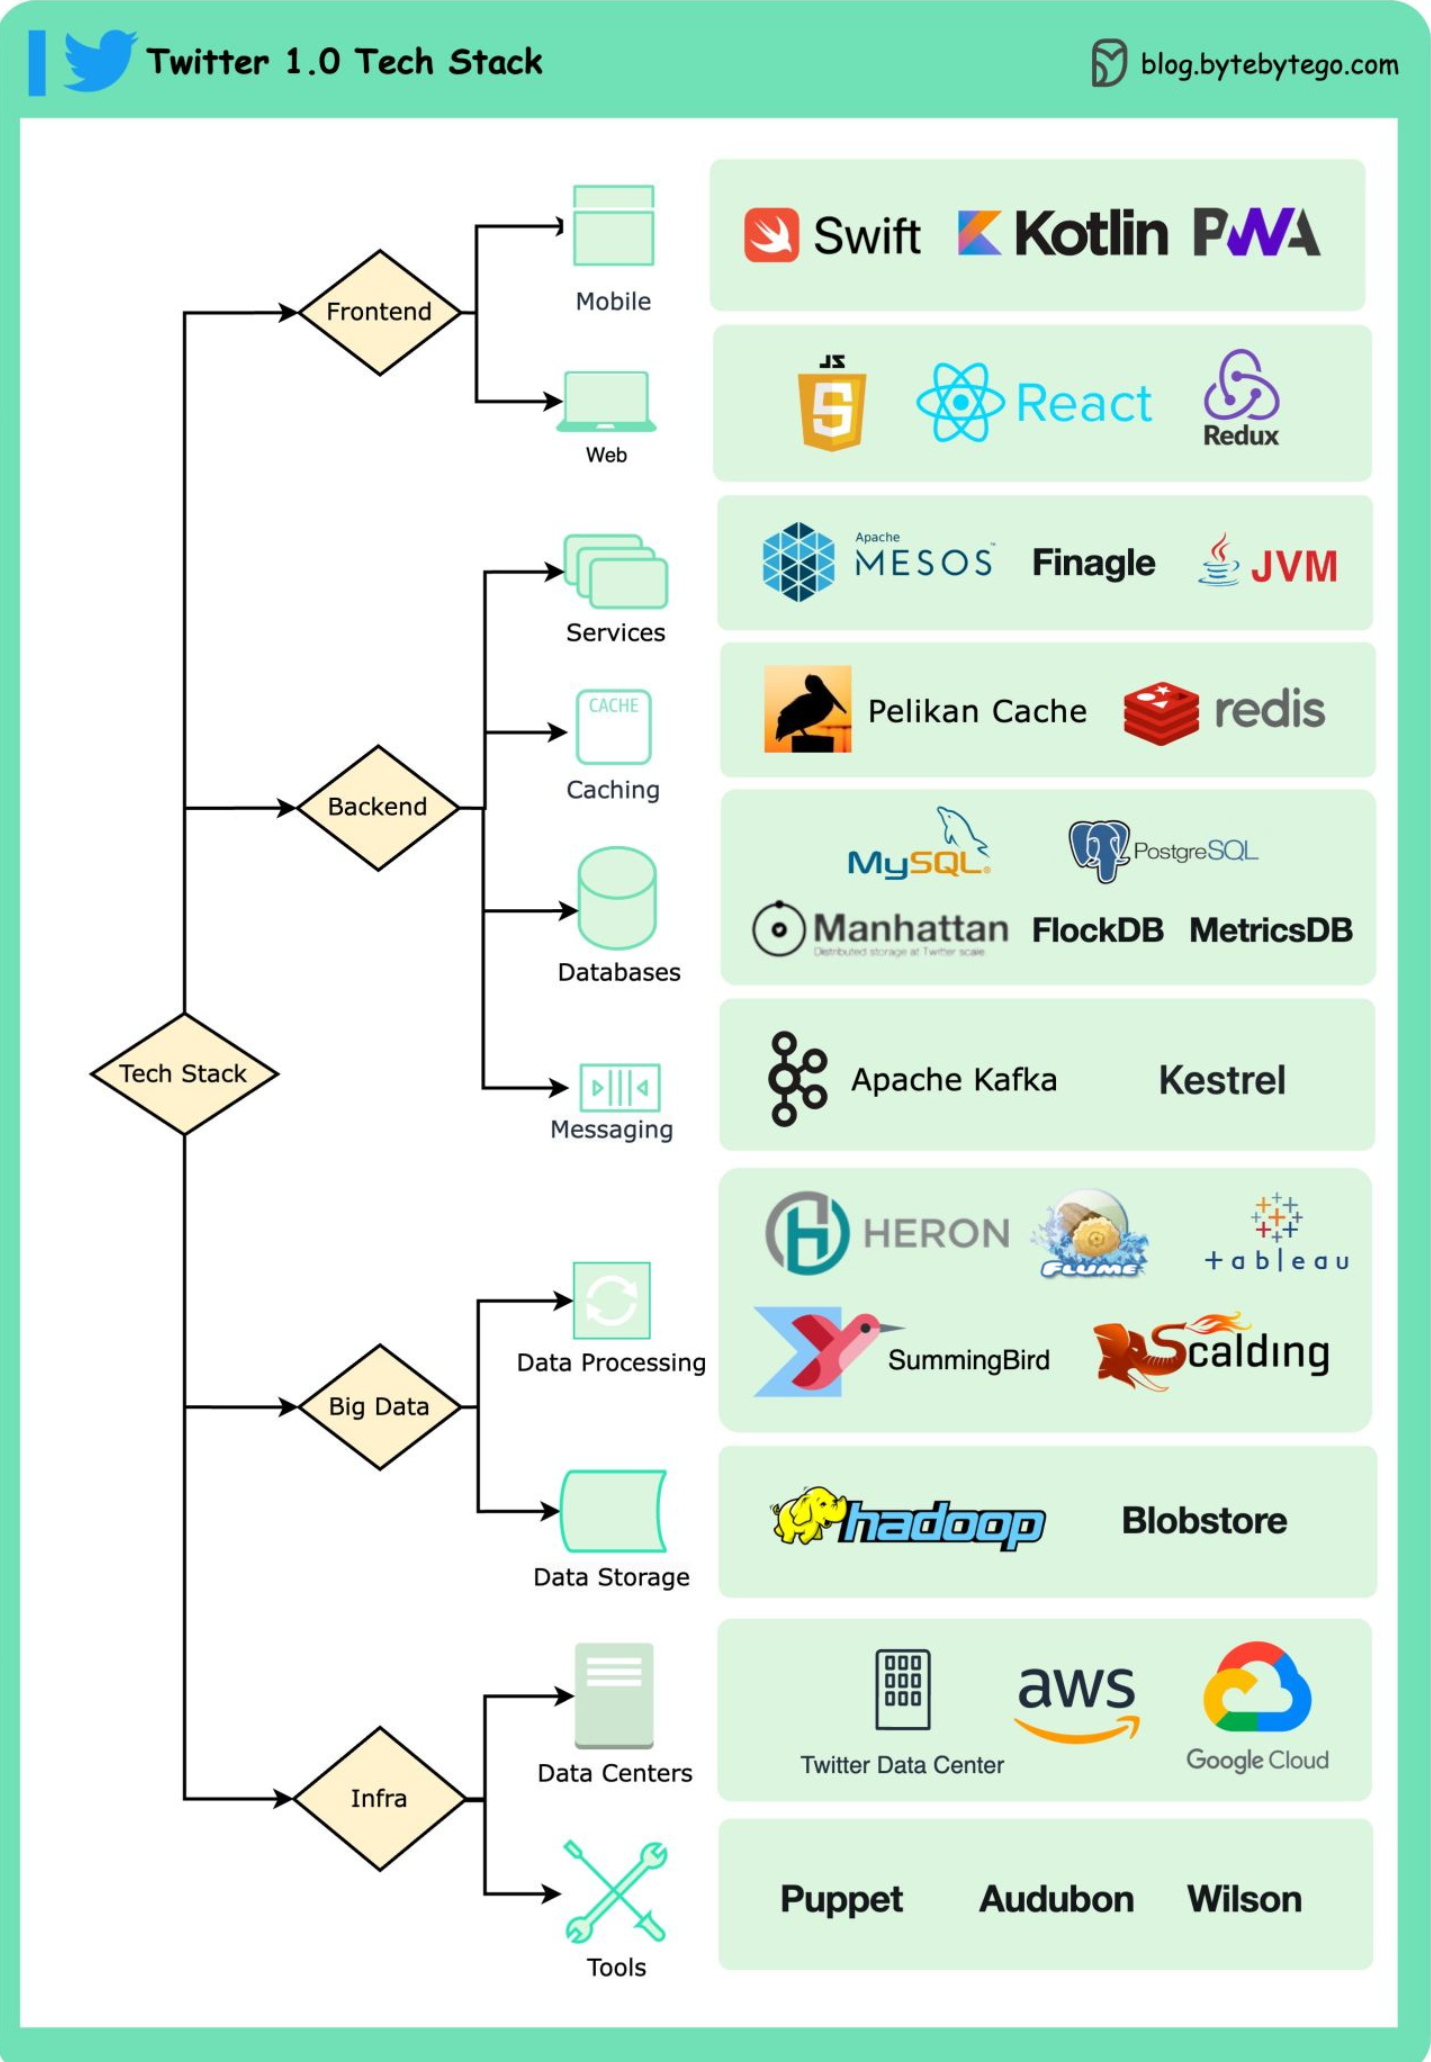 Twitter 1.0 Tech Stack
blog.bytebytego.com
Tech Stack
Frontend
Mobile
Swift Kotlin PWA
Web
JS
React
Redux
Backend
Services
Apache
MESOS™
Finagle
JVM
CACHE
Caching
Pelikan Cache
redis
Databases
MySQL®
PostgreSQL
Manhattan
Distributed storage at Twitter scale
FlockDB MetricsDB
Messaging
Apache Kafka
Kestrel
Big Data
Data Processing
HERON
FLUME
tableau
SummingBird
Scalding
Data Storage
hadoop
Blobstore
Infra
Data Centers
Twitter Data Center
aws
Google Cloud
Tools
Puppet Audubon Wilson